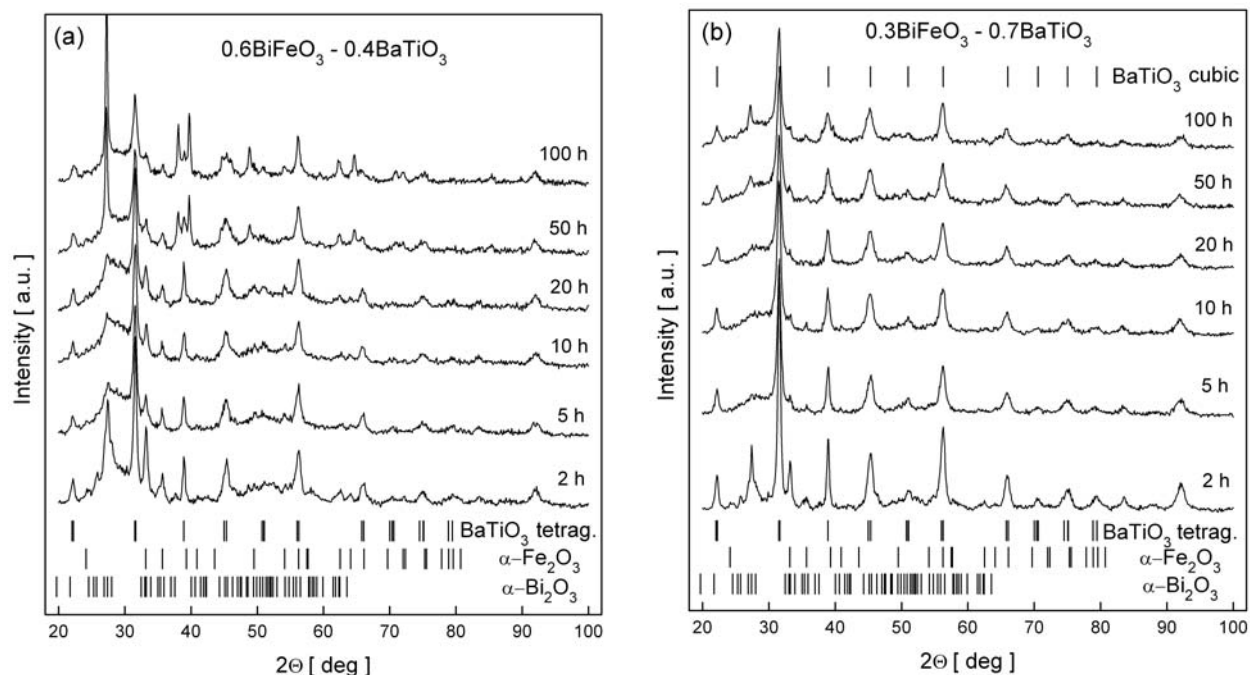 (a)
0.6BiFeO₃ - 0.4BaTiO₃
100 h
50 h
20 h
10 h
5 h
2 h
BaTiO₃ tetrag.
α-Fe₂O₃
α-Bi₂O₃
20 30 40 50 60 70 80 90 100
2Θ [ deg ]
Intensity [ a.u. ]
(b)
0.3BiFeO₃ - 0.7BaTiO₃
BaTiO₃ cubic
100 h
50 h
20 h
10 h
5 h
2 h
BaTiO₃ tetrag.
α-Fe₂O₃
α-Bi₂O₃
20 30 40 50 60 70 80 90 100
2Θ [ deg ]
Intensity [ a.u. ]